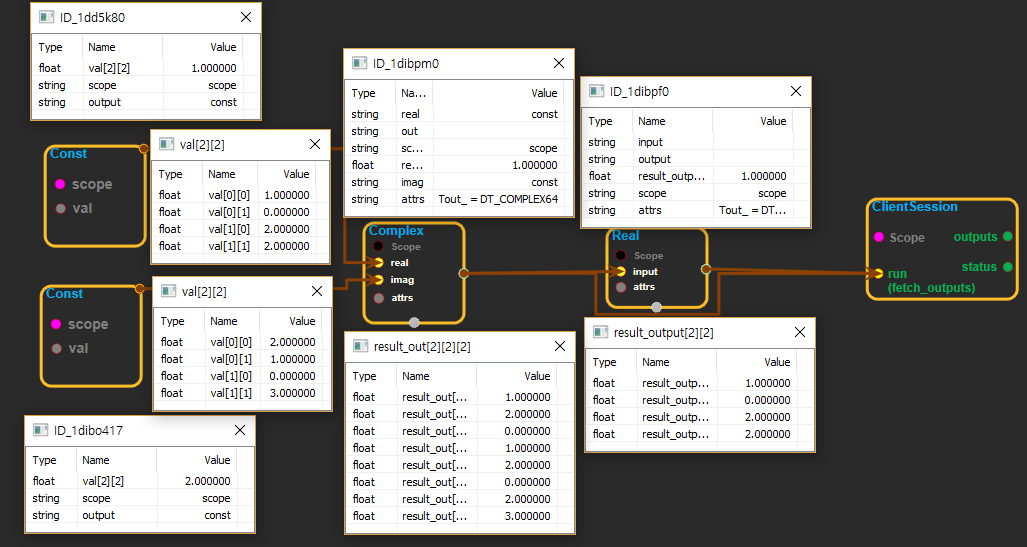 ID_1dd5k80
Type Name Value
float val[2][2] 1.000000
string scope scope
string output const
Const
scope
val
val[2][2]
Type Name Value
float val[0][0] 1.000000
float val[0][1] 0.000000
float val[1][0] 2.000000
float val[1][1] 2.000000
ID_1dibpm0
Type Na... Value
string real const
string out
string sc... scope
float re... 1.000000
string imag const
string attrs Tout_ = DT_COMPLEX64
ID_1dibpf0
Type Name Value
string input
string output
float result_outp... 1.000000
string scope scope
string attrs Tout_ = DT...
Complex
Scope
real
imag
attrs
Real
Scope
input
attrs
ClientSession
Scope outputs
status
run
(fetch_outputs)
Const
scope
val
val[2][2]
Type Name Value
float val[0][0] 2.000000
float val[0][1] 1.000000
float val[1][0] 0.000000
float val[1][1] 3.000000
result_out[2][2][2]
Type Name Value
float result_out[... 1.000000
float result_out[... 2.000000
float result_out[... 0.000000
float result_out[... 1.000000
float result_out[... 2.000000
float result_out[... 0.000000
float result_out[... 2.000000
float result_out[... 3.000000
result_output[2][2]
Type Name Value
float result_outp... 1.000000
float result_outp... 0.000000
float result_outp... 2.000000
float result_outp... 2.000000
ID_1dibo417
Type Name Value
float val[2][2] 2.000000
string scope scope
string output const